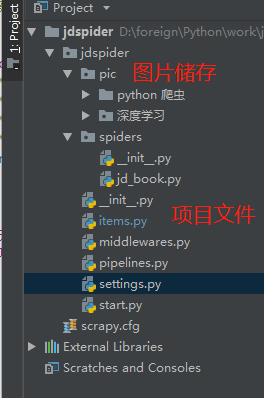 1: Project
Project
jdspider D:\foreign\Python\work\j
jdspider
pic 图片储存
python 爬虫
深度学习
spiders
__init__.py
jd_book.py
__init__.py 项目文件
items.py
middlewares.py
pipelines.py
settings.py
start.py
scrapy.cfg
External Libraries
Scratches and Consoles